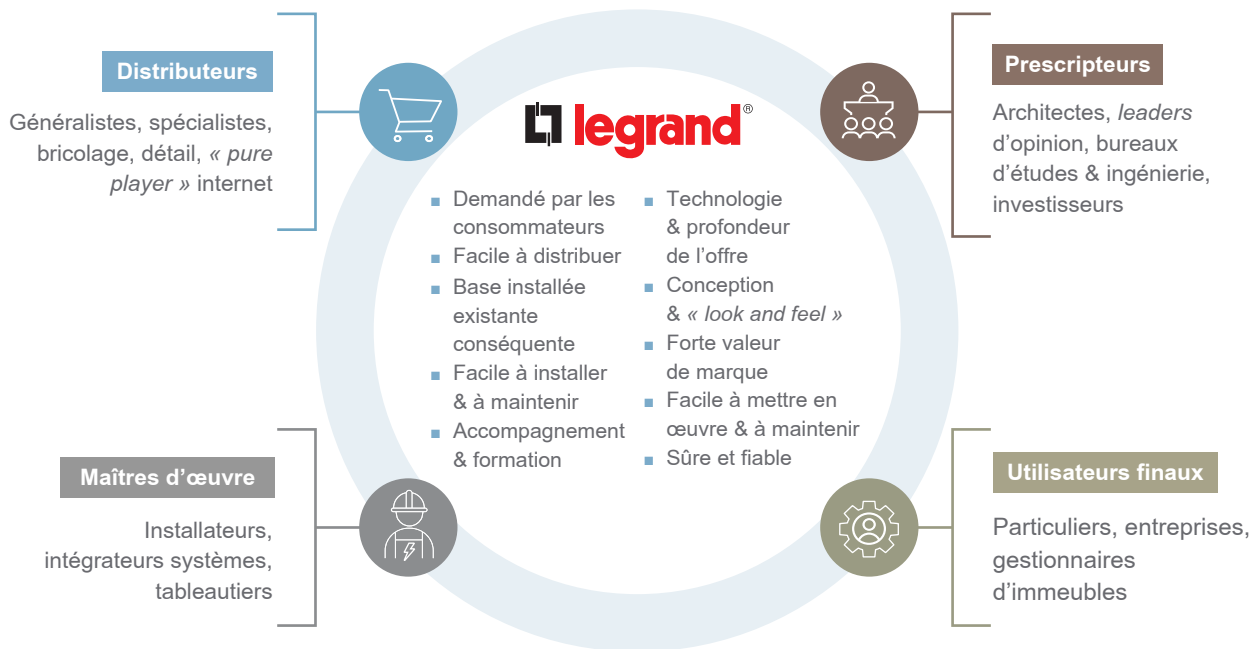 Distributeurs
Généralistes, spécialistes,
bricolage, détail, « pure
player » internet
Prescripteurs
Architectes, leaders
d’opinion, bureaux
d’études & ingénierie,
investisseurs
legrand®
Demandé par les
consommateurs
Facile à distribuer
Base installée
existante
conséquente
Facile à installer
& à maintenir
Accompagnement
& formation
Technologie
& profondeur
de l’offre
Conception
& « look and feel »
Forte valeur
de marque
Facile à mettre en
œuvre & à maintenir
Sûre et fiable
Maîtres d’œuvre
Installateurs,
intégrateurs systèmes,
tableautiers
Utilisateurs finaux
Particuliers, entreprises,
gestionnaires
d’immeubles